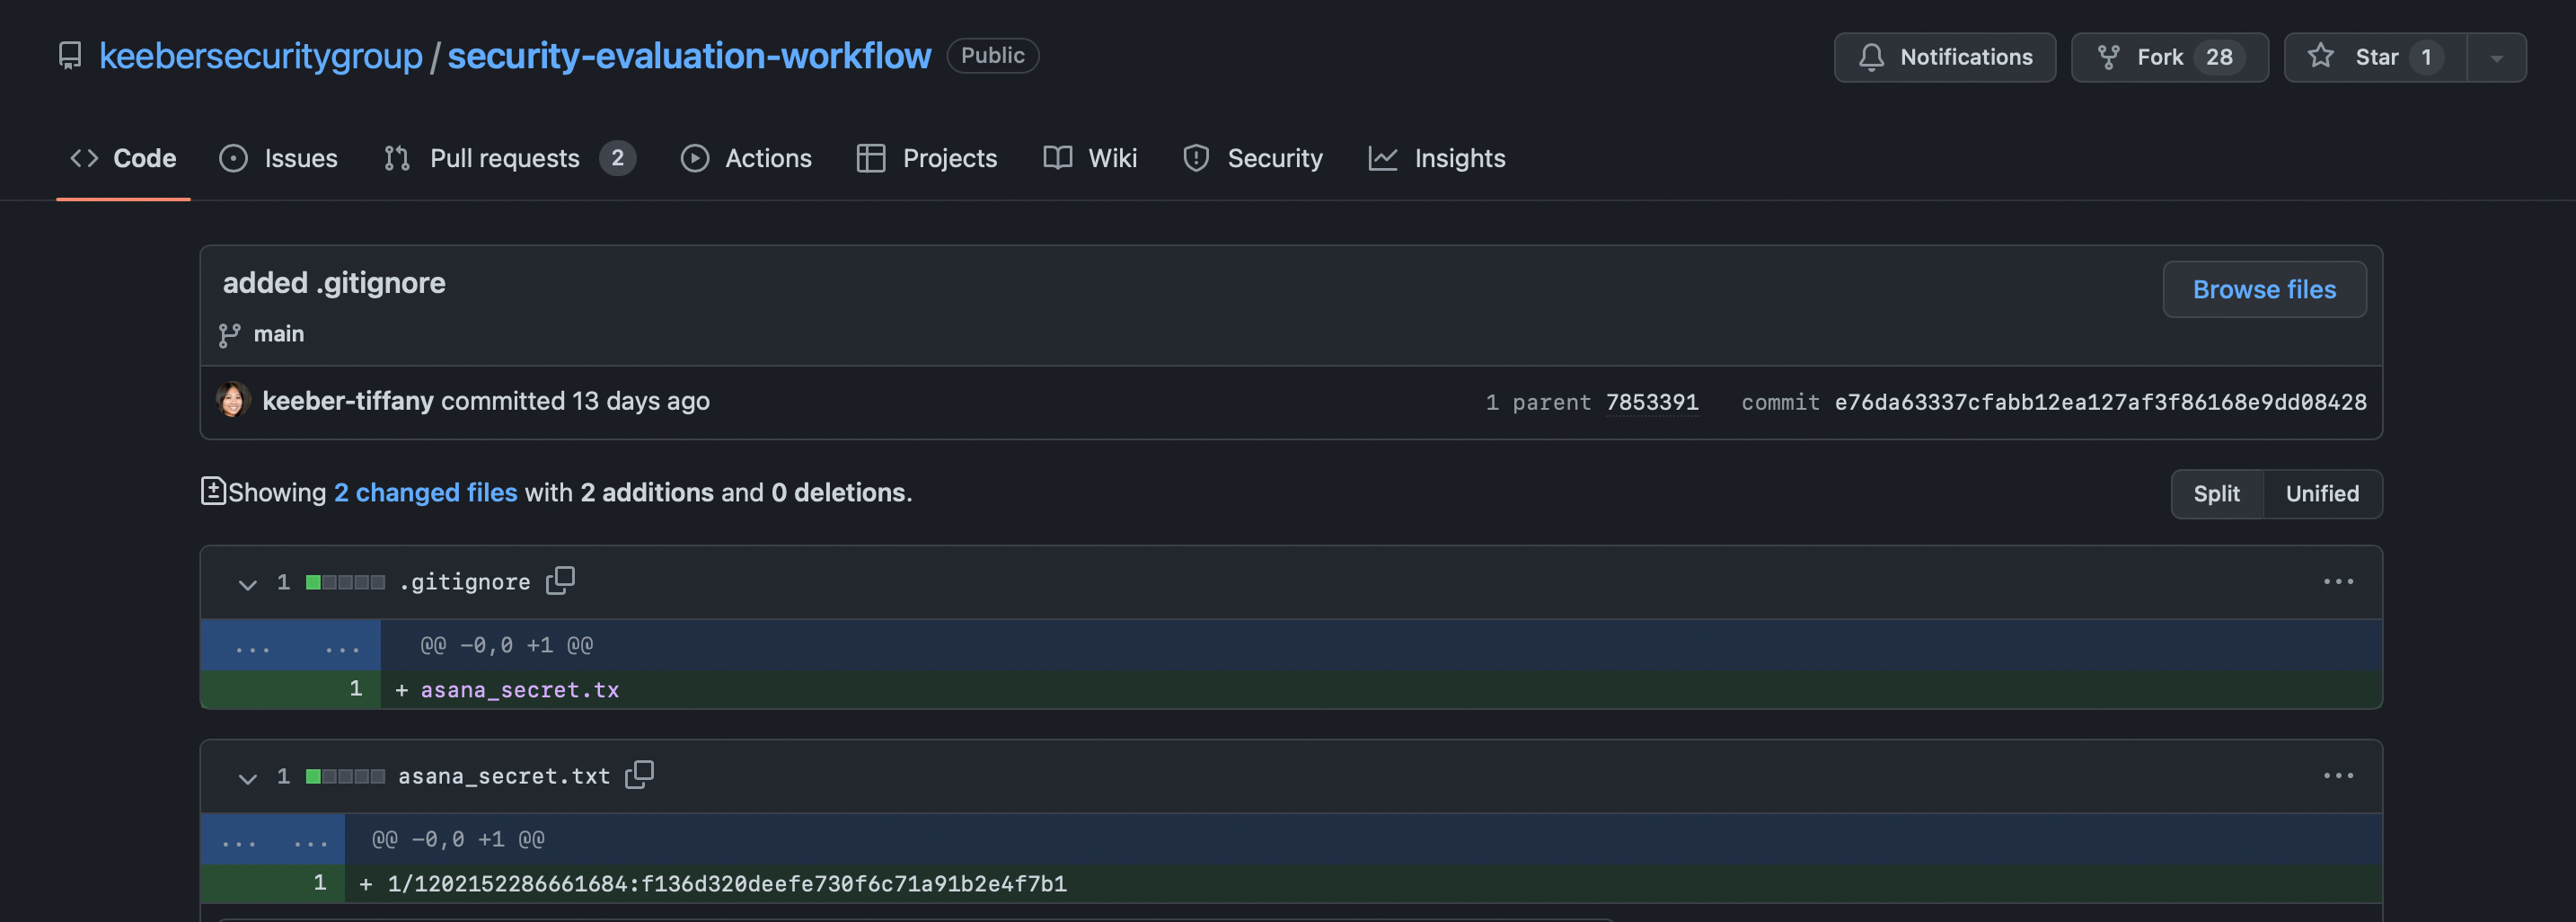 keebersecuritygroup / security-evaluation-workflow Public Notifications Fork 28 Star 1
Code Issues Pull requests 2 Actions Projects Wiki Security Insights
added .gitignore Browse files
main
keeber-tiffany committed 13 days ago 1 parent 7853391 commit e76da63337cfabb12ea127af3f86168e9dd08428
Showing 2 changed files with 2 additions and 0 deletions. Split Unified
1 .gitignore
... ... @@ -0,0 +1 @@
1 + asana_secret.tx
1 asana_secret.txt
... ... @@ -0,0 +1 @@
1 + 1/1202152286661684:f136d320deefe730f6c71a91b2e4f7b1